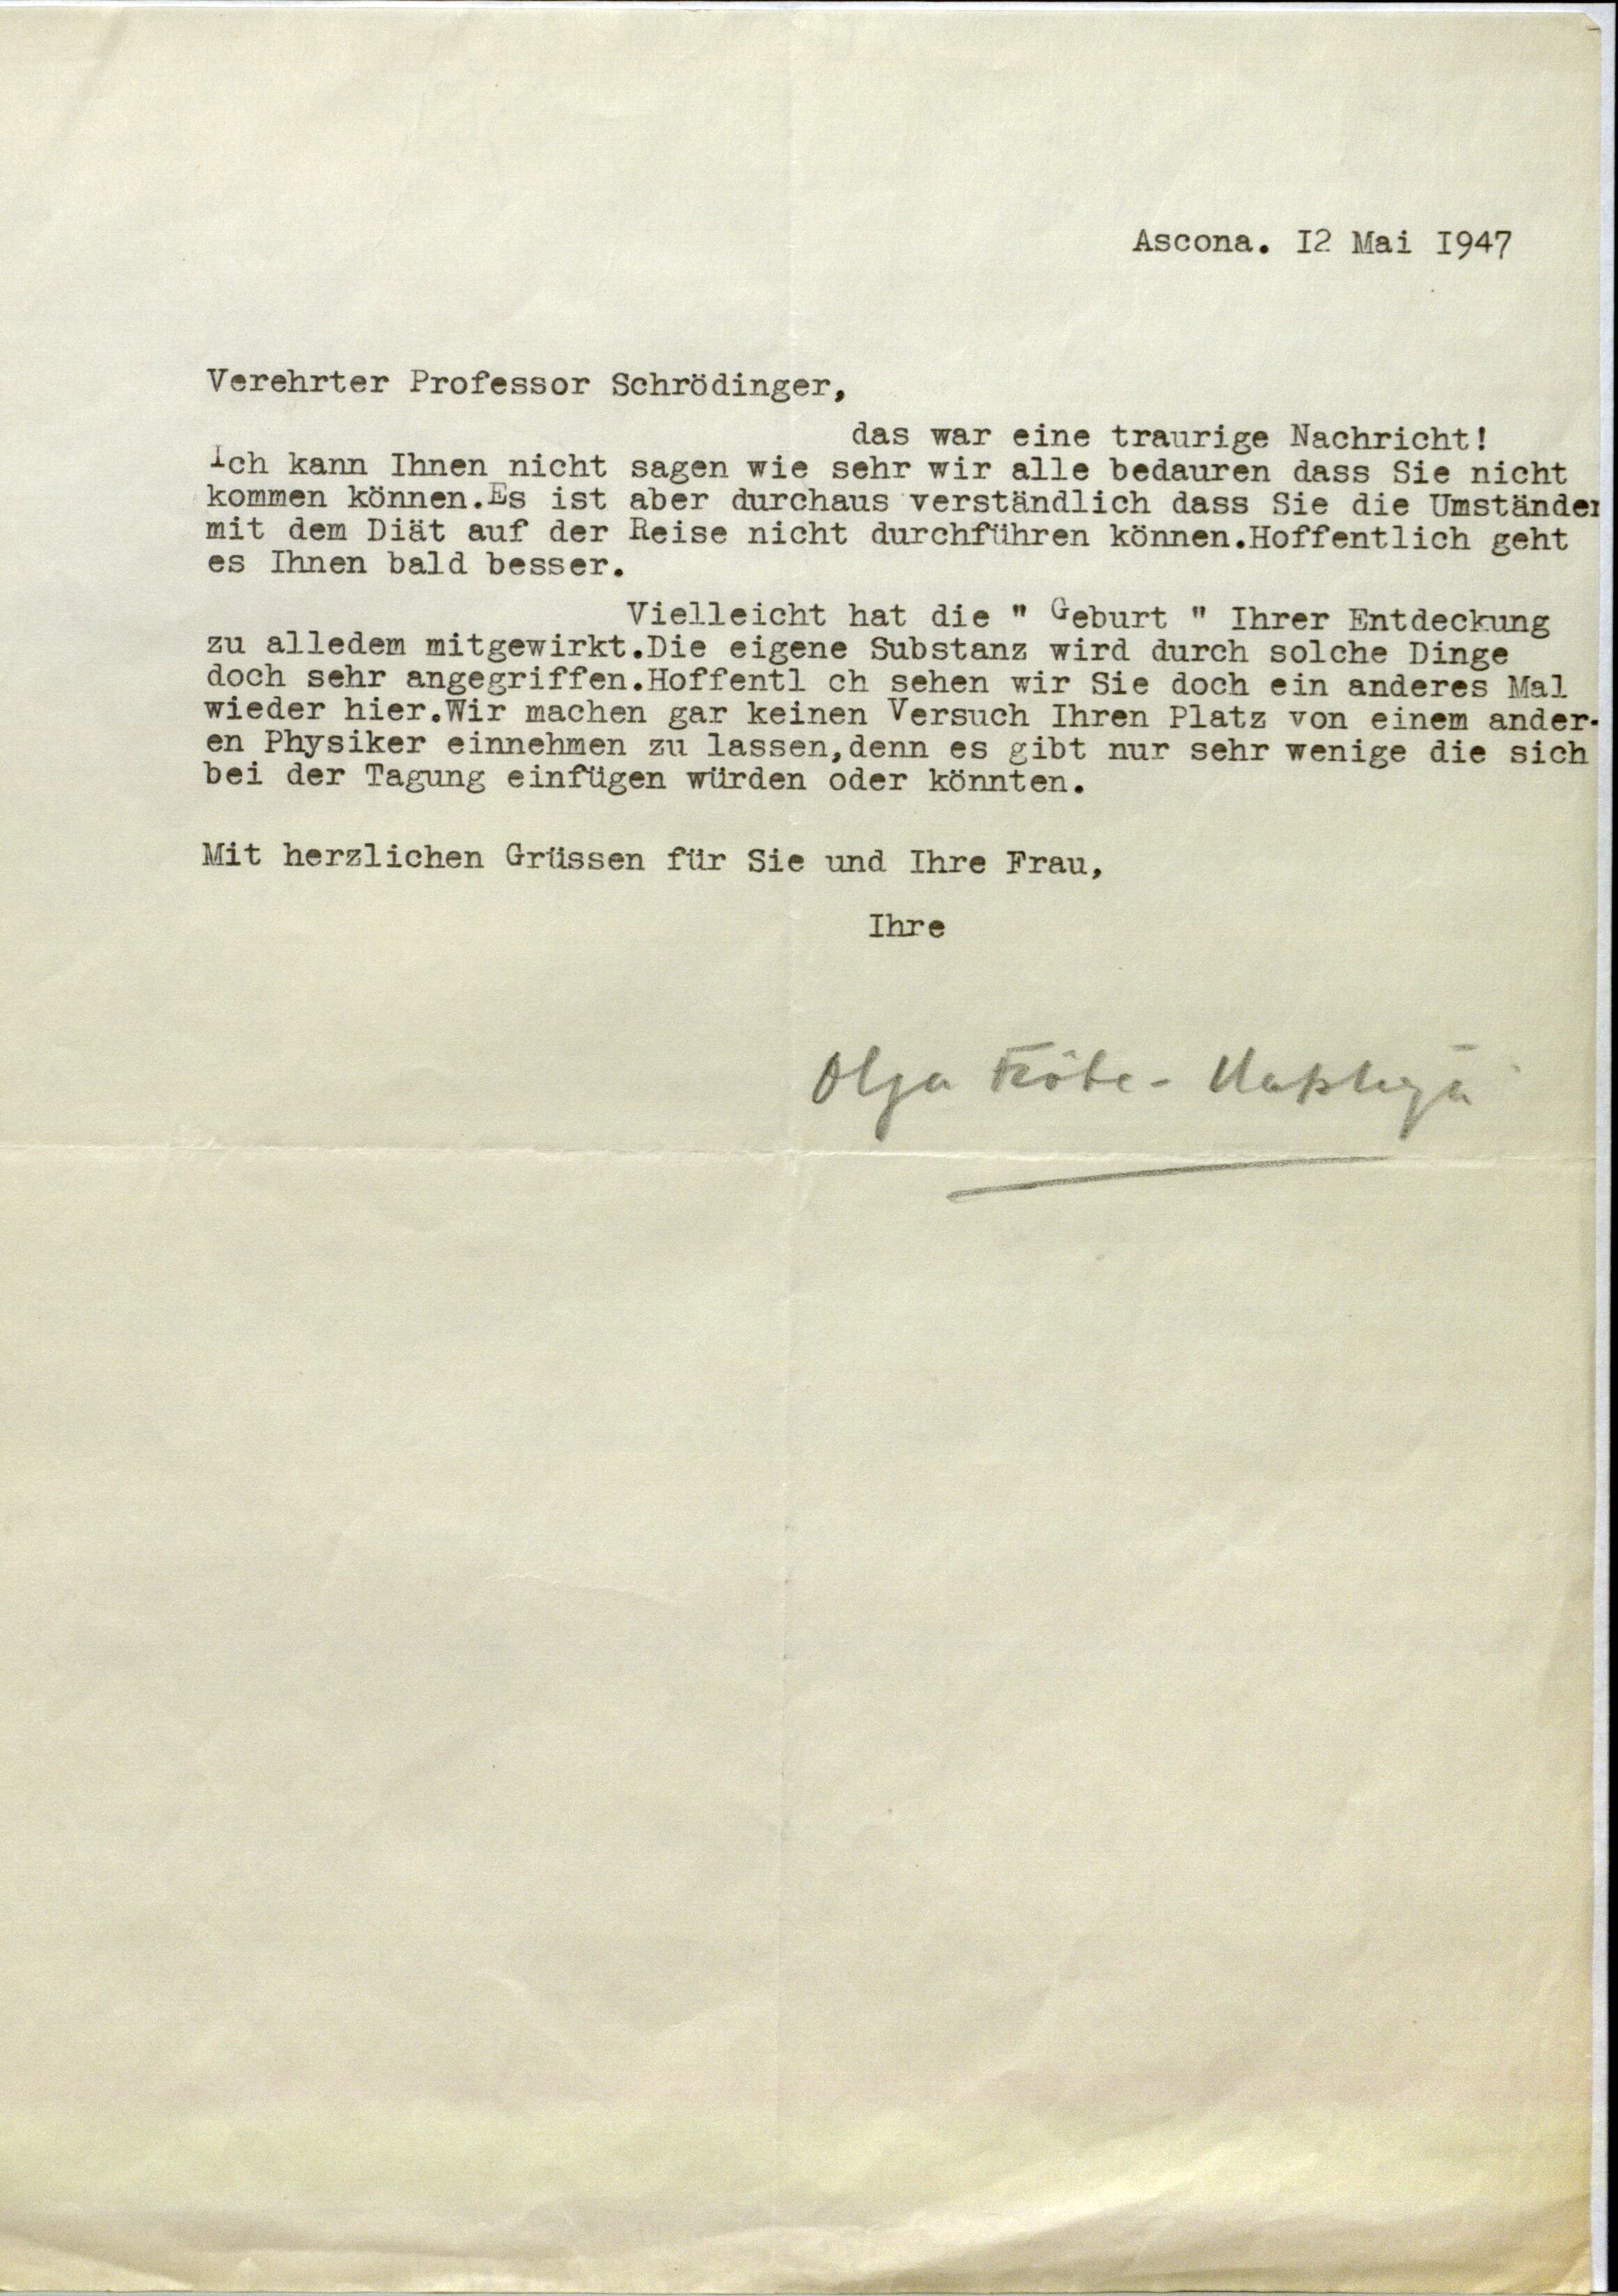 Ascona. I2 Mai I947
Verehrter Professor Schrödinger,
das war eine traurige Nachricht!
Ich kann Ihnen nicht sagen wie sehr wir alle bedauren dass Sie nicht
kommen können.Es ist aber durchaus verständlich dass Sie die Umständen
mit dem Diät auf der Reise nicht durchführen können.Hoffentlich geht
es Ihnen bald besser.
Vielleicht hat die " Geburt " Ihrer Entdeckung
zu alledem mitgewirkt.Die eigene Substanz wird durch solche Dinge
doch sehr angegriffen.Hoffentl ch sehen wir Sie doch ein anderes Mal
wieder hier.Wir machen gar keinen Versuch Ihren Platz von einem ander-
en Physiker einnehmen zu lassen,denn es gibt nur sehr wenige die sich
bei der Tagung einfügen würden oder könnten.
Mit herzlichen Grüssen für Sie und Ihre Frau,
Ihre
Olga Fröbe-Kapteyn